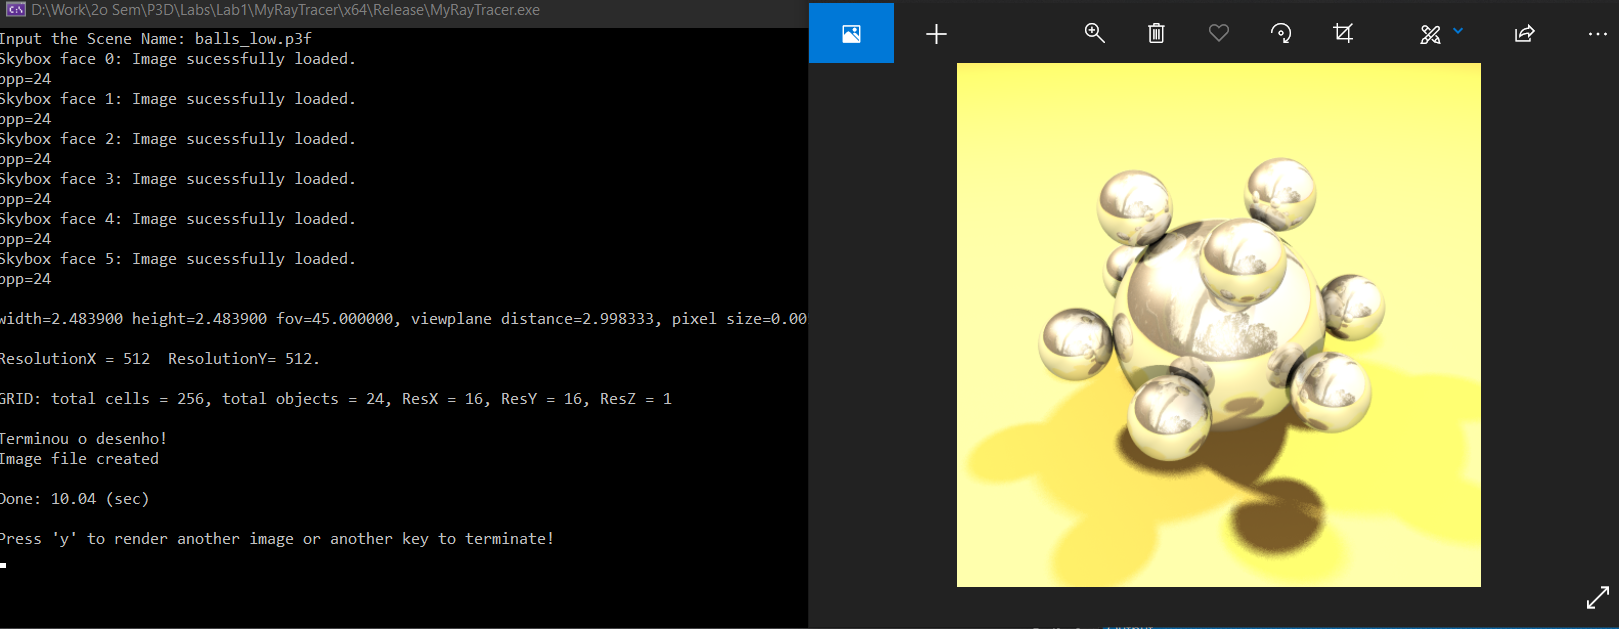 D:\Work\2o Sem\P3D\Labs\Lab1\MyRayTracer\x64\Release\MyRayTracer.exe
Input the Scene Name: balls_low.p3f
Skybox face 0: Image sucessfully loaded.
bpp=24
Skybox face 1: Image sucessfully loaded.
bpp=24
Skybox face 2: Image sucessfully loaded.
bpp=24
Skybox face 3: Image sucessfully loaded.
bpp=24
Skybox face 4: Image sucessfully loaded.
bpp=24
Skybox face 5: Image sucessfully loaded.
bpp=24
width=2.483900 height=2.483900 fov=45.000000, viewplane distance=2.998333, pixel size=0.00
ResolutionX = 512  ResolutionY= 512.
GRID: total cells = 256, total objects = 24, ResX = 16, ResY = 16, ResZ = 1
Terminou o desenho!
Image file created
Done: 10.04 (sec)
Press 'y' to render another image or another key to terminate!